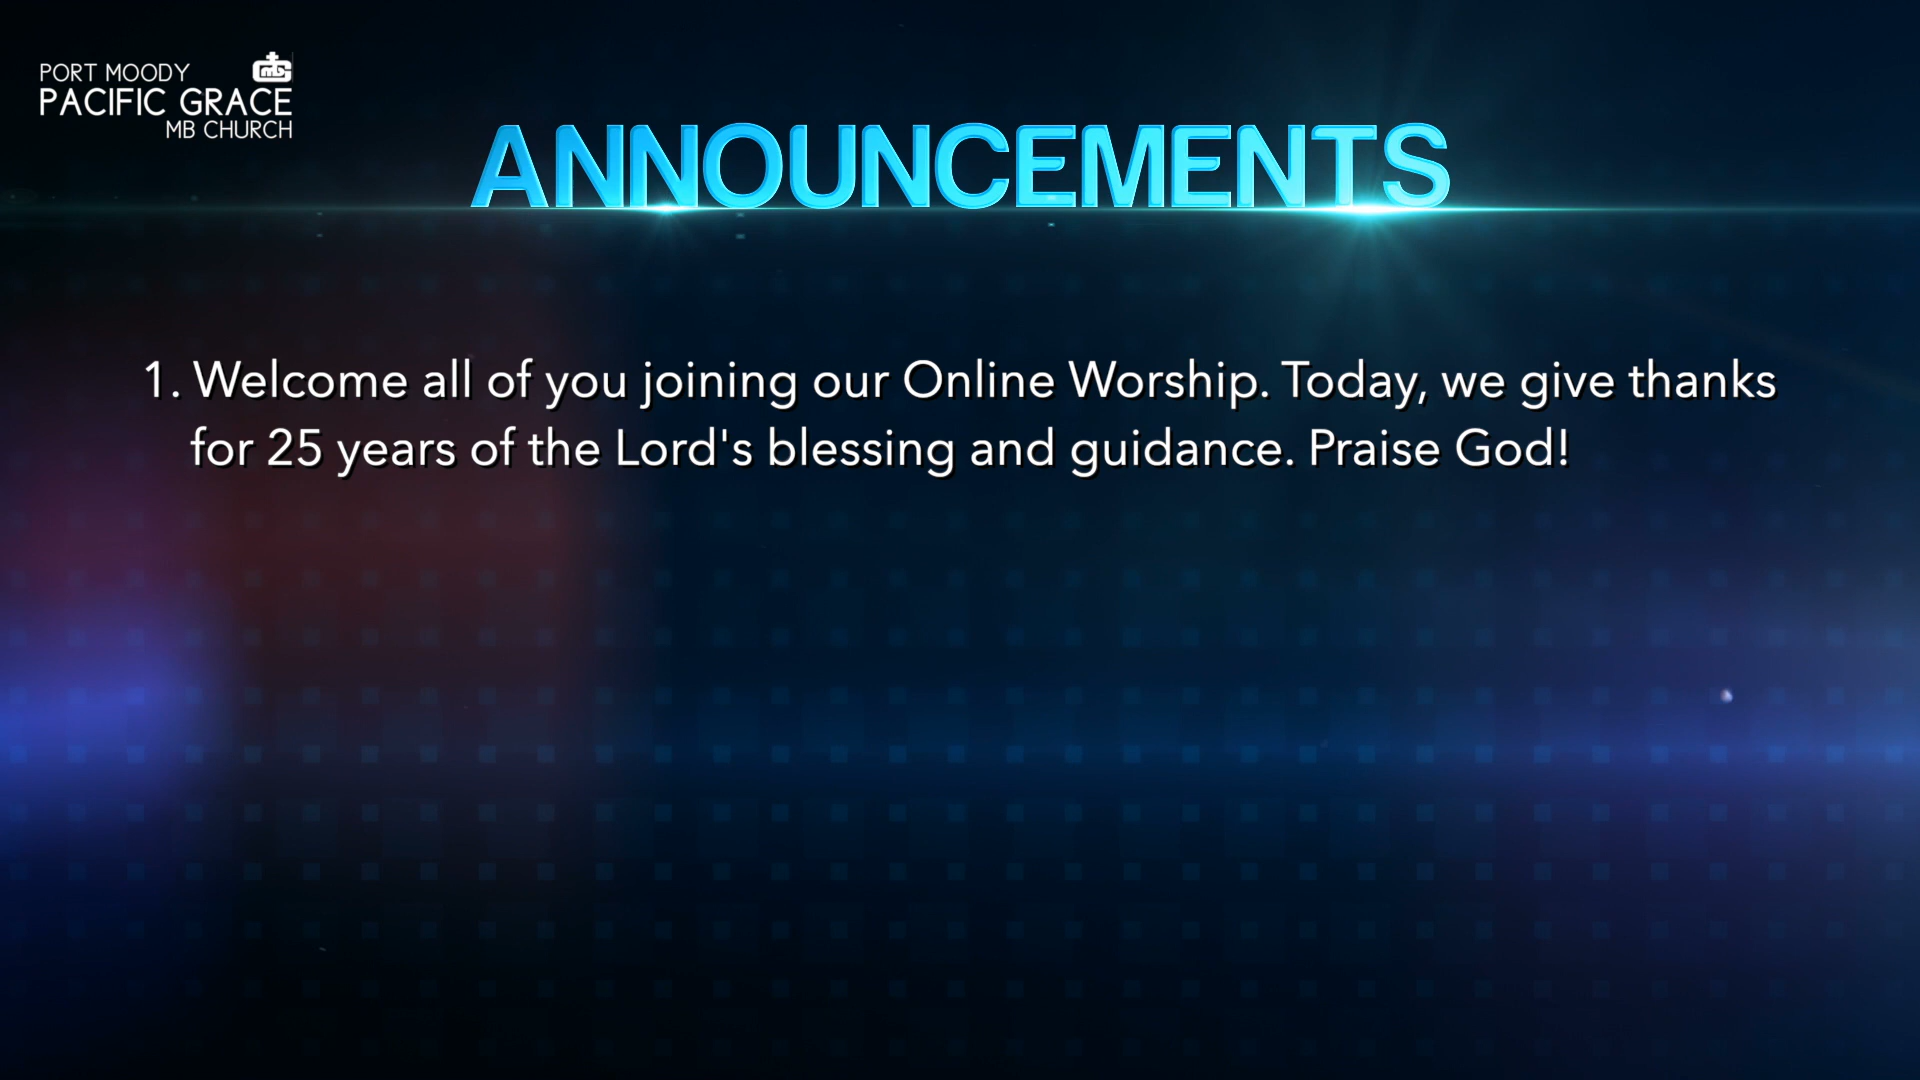 PORT MOODY
PACIFIC GRACE
MB CHURCH
ANNOUNCEMENTS
1. Welcome all of you joining our Online Worship. Today, we give thanks
for 25 years of the Lord's blessing and guidance. Praise God!